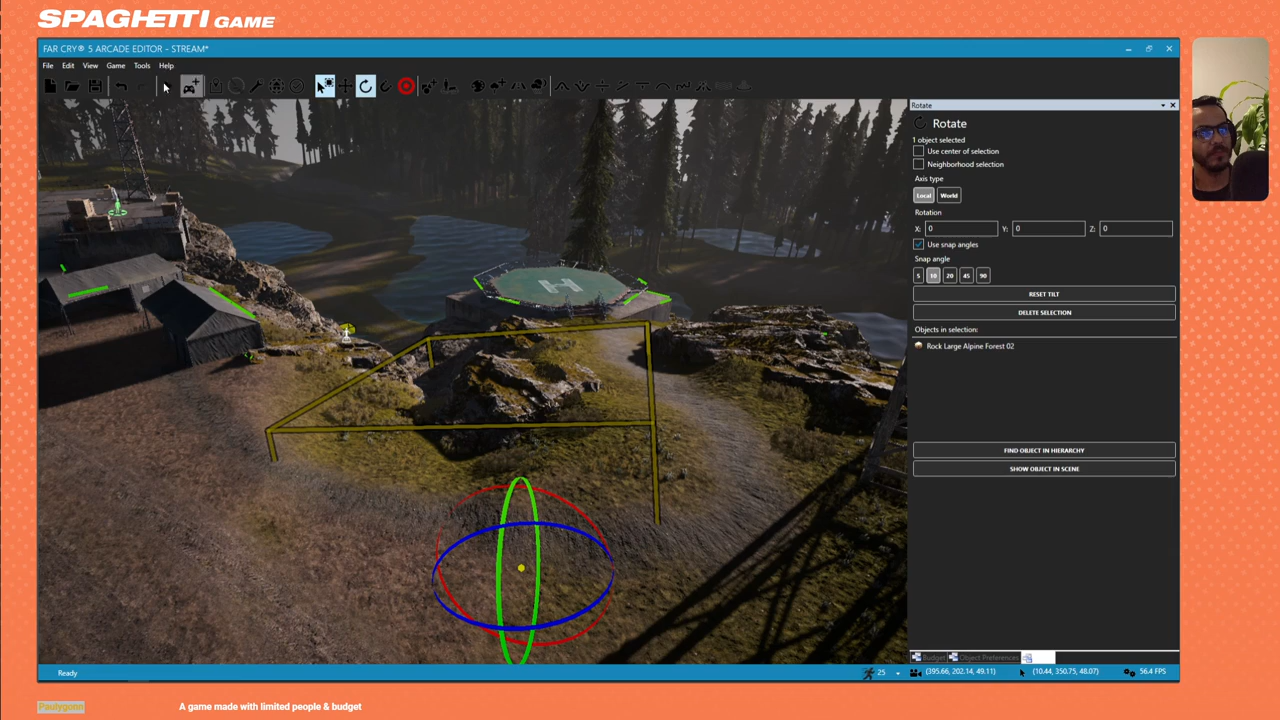 SPAGHETTI GAME
FAR CRY® 5 ARCADE EDITOR - STREAM*
File Edit View Game Tools Help
Rotate
Rotate
1 object selected
Use center of selection
Neighborhood selection
Axis type
Local World
Rotation
X: 0 Y: 0 Z: 0
Use snap angles
Snap angle
5 10 20 45 90
RESET TILT
DELETE SELECTION
Objects in selection:
Rock Large Alpine Forest 02
H
FIND OBJECT IN HIERARCHY
SHOW OBJECT IN SCENE
Budget Object Preferences
Ready 25 (395.66, 202.14, 49.11) (10.44, 350.75, 48.07) 56.4 FPS
Paulygonn A game made with limited people & budget